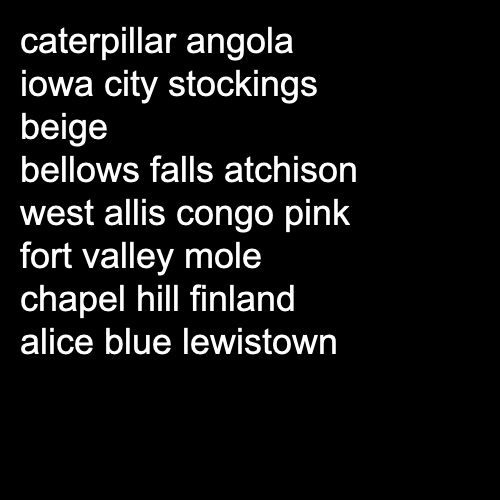 caterpillar angola
iowa city stockings
beige
bellows falls atchison
west allis congo pink
fort valley mole
chapel hill finland
alice blue lewistown